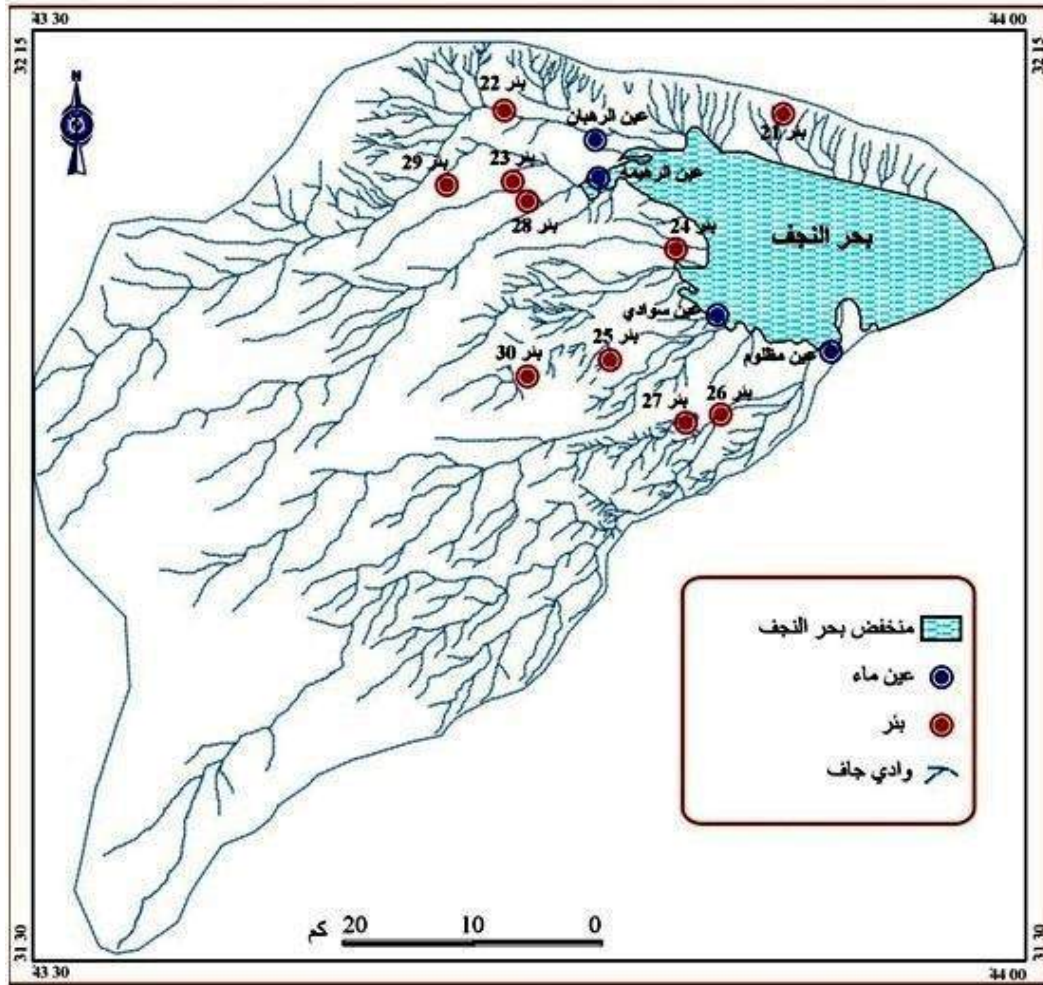 43 30
44 00
32 15
32 15
N
بئر 22
عين الرهبان
بئر 21
بئر 29
بئر 23
عين الرهيمه
بئر 28
بئر 24
بحر النجف
عين سوادي
بئر 25
بئر 30
عين مظلوم
بئر 27
بئر 26
منخفض بحر النجف
عين ماء
بئر
وادي جاف
كم 20 10 0
31 30
31 30
43 30
44 00